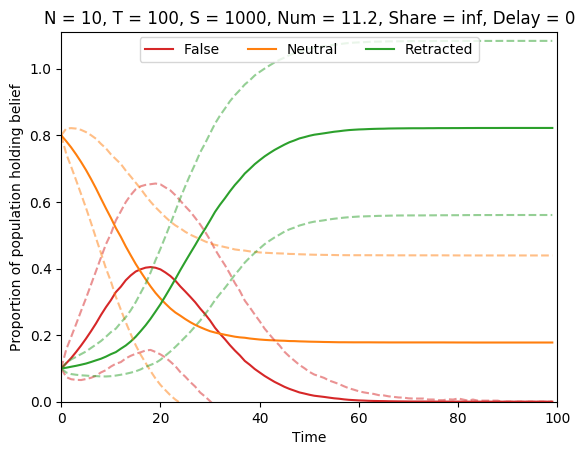 N = 10, T = 100, S = 1000, Num = 11.2, Share = inf, Delay = 0
False Neutral Retracted
Proportion of population holding belief
1.0
0.8
0.6
0.4
0.2
0.0
0 20 40 60 80 100
Time